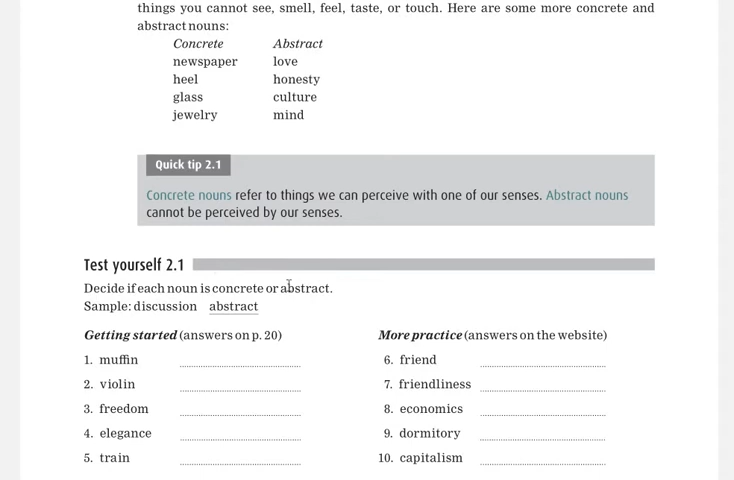 things you cannot see, smell, feel, taste, or touch. Here are some more concrete and
abstract nouns:
Concrete Abstract
newspaper love
heel honesty
glass culture
jewelry mind
Quick tip 2.1
Concrete nouns refer to things we can perceive with one of our senses. Abstract nouns
cannot be perceived by our senses.
Test yourself 2.1
Decide if each noun is concrete or abstract.
Sample: discussion abstract
Getting started (answers on p. 20)
1. muffin
2. violin
3. freedom
4. elegance
5. train
More practice (answers on the website)
6. friend
7. friendliness
8. economics
9. dormitory
10. capitalism